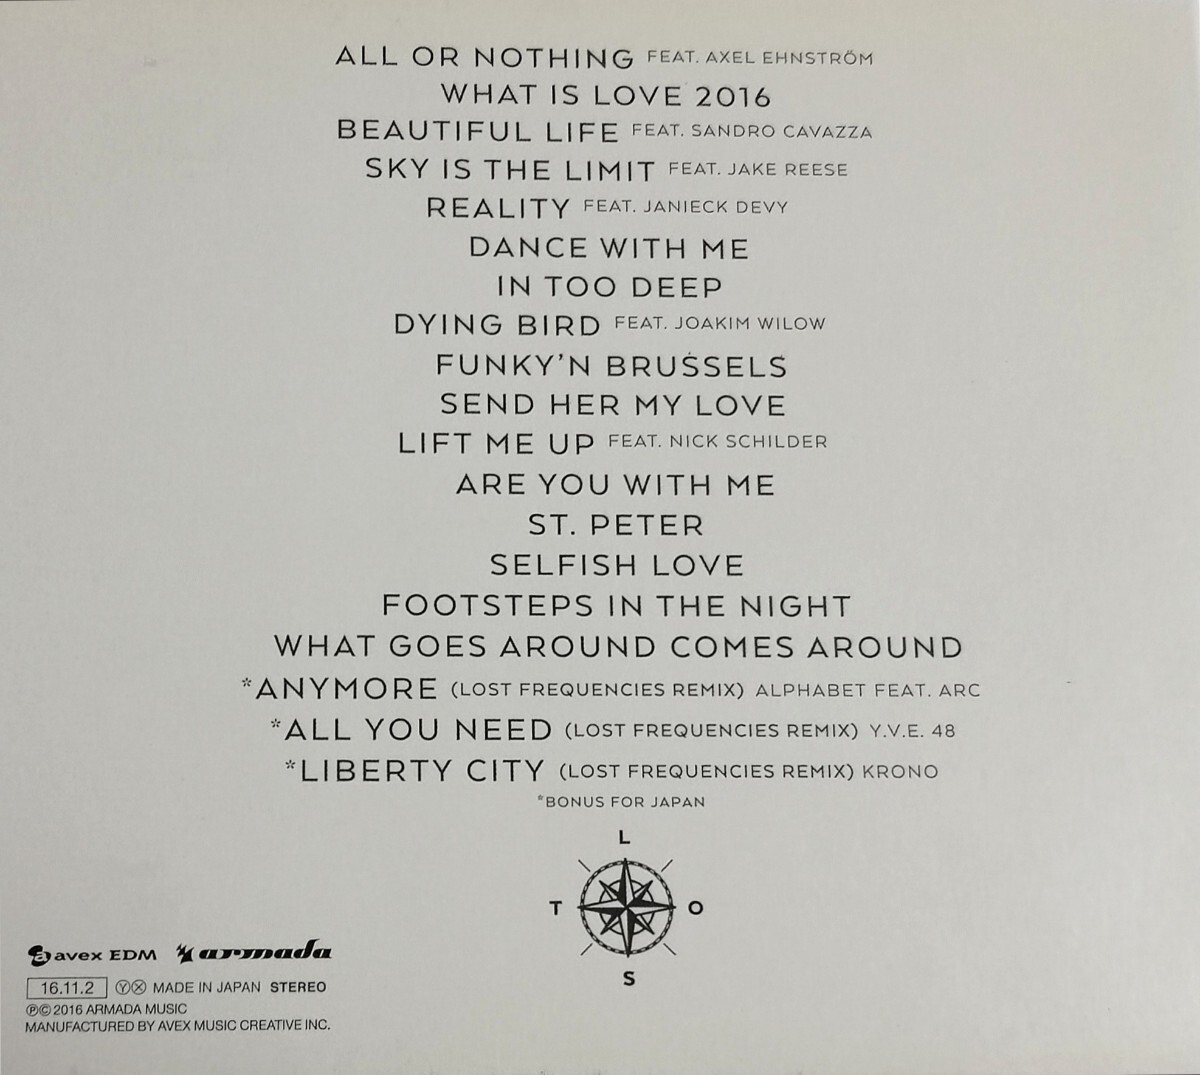 ALL OR NOTHING FEAT. AXEL EHNSTRÖM
WHAT IS LOVE 2016
BEAUTIFUL LIFE FEAT. SANDRO CAVAZZA
SKY IS THE LIMIT FEAT. JAKE REESE
REALITY FEAT. JANIECK DEVY
DANCE WITH ME
IN TOO DEEP
DYING BIRD FEAT. JOAKIM WILOW
FUNKY'N BRUSSELS
SEND HER MY LOVE
LIFT ME UP FEAT. NICK SCHILDER
ARE YOU WITH ME
ST. PETER
SELFISH LOVE
FOOTSTEPS IN THE NIGHT
WHAT GOES AROUND COMES AROUND
*ANYMORE (LOST FREQUENCIES REMIX) ALPHABET FEAT. ARC
*ALL YOU NEED (LOST FREQUENCIES REMIX) Y.V.E. 48
*LIBERTY CITY (LOST FREQUENCIES REMIX) KRONO
*BONUS FOR JAPAN
L
T O
S
avex EDM armada
16.11.2 ⓎⓍ MADE IN JAPAN STEREO
℗© 2016 ARMADA MUSIC
MANUFACTURED BY AVEX MUSIC CREATIVE INC.